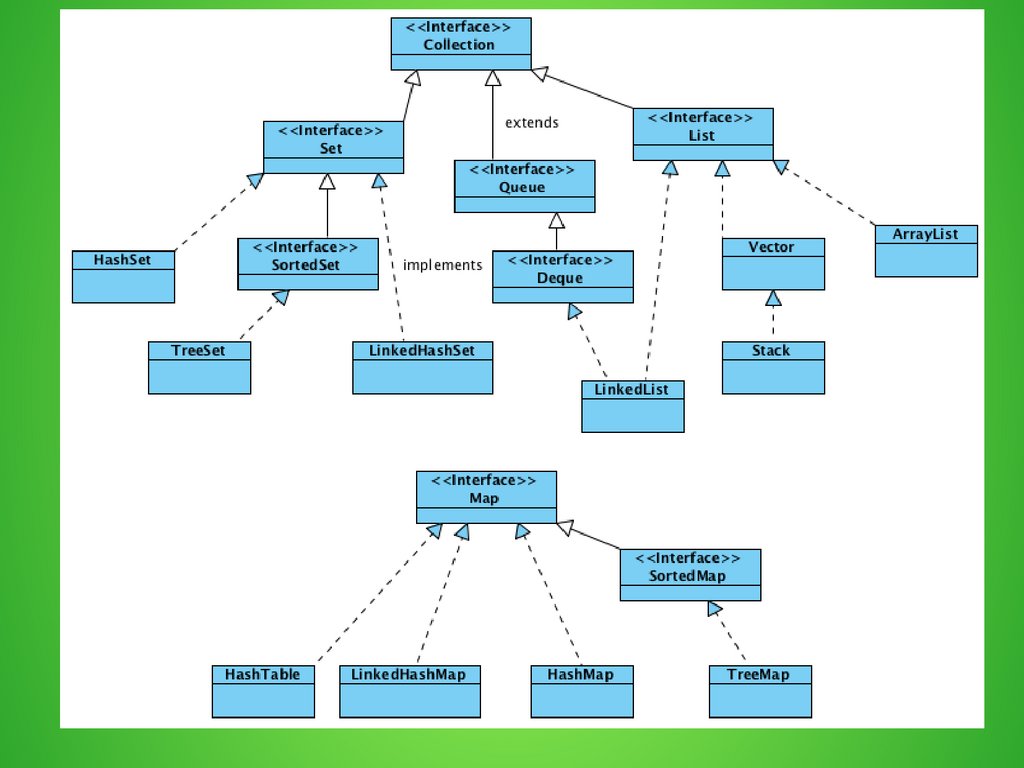 <<Interface>>
Collection
<<Interface>>
Set
extends
<<Interface>>
List
<<Interface>>
Queue
HashSet
<<Interface>>
SortedSet
implements
<<Interface>>
Deque
Vector
ArrayList
TreeSet
LinkedHashSet
LinkedList
Stack
<<Interface>>
Map
<<Interface>>
SortedMap
HashTable
LinkedHashMap
HashMap
TreeMap